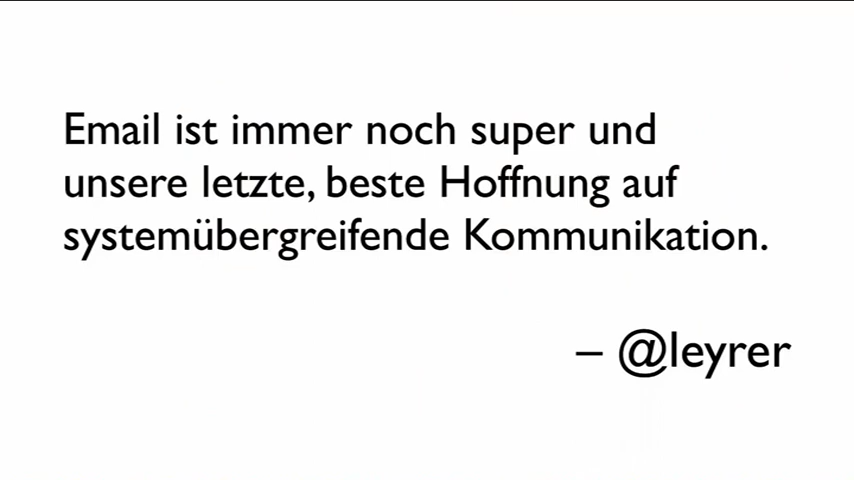 Email ist immer noch super und
unsere letzte, beste Hoffnung auf
systemübergreifende Kommunikation.
– @leyrer